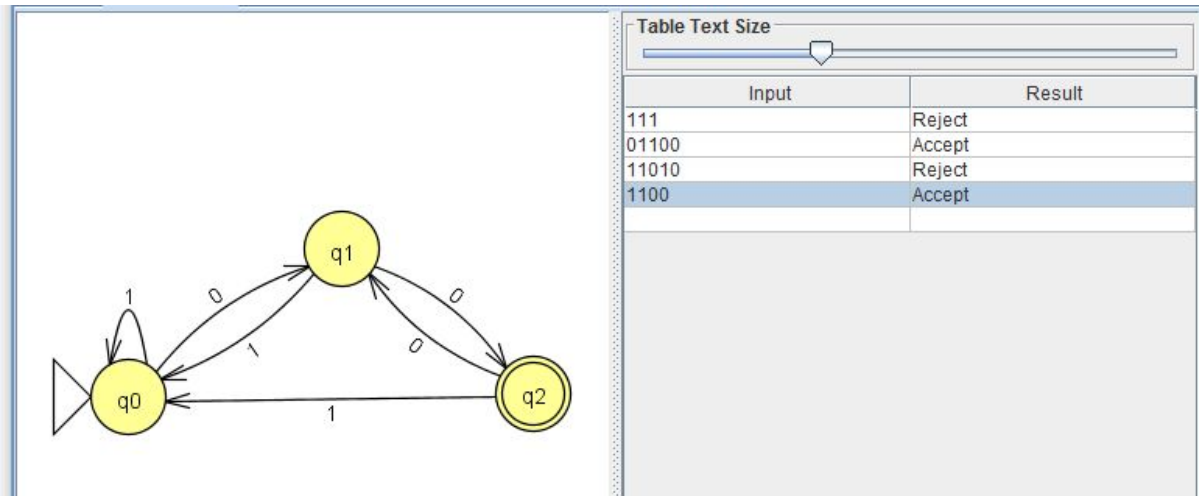 Table Text Size
Input Result
111 Reject
01100 Accept
11010 Reject
1100 Accept
q1
1 0 0
1 0
q0 q2
1